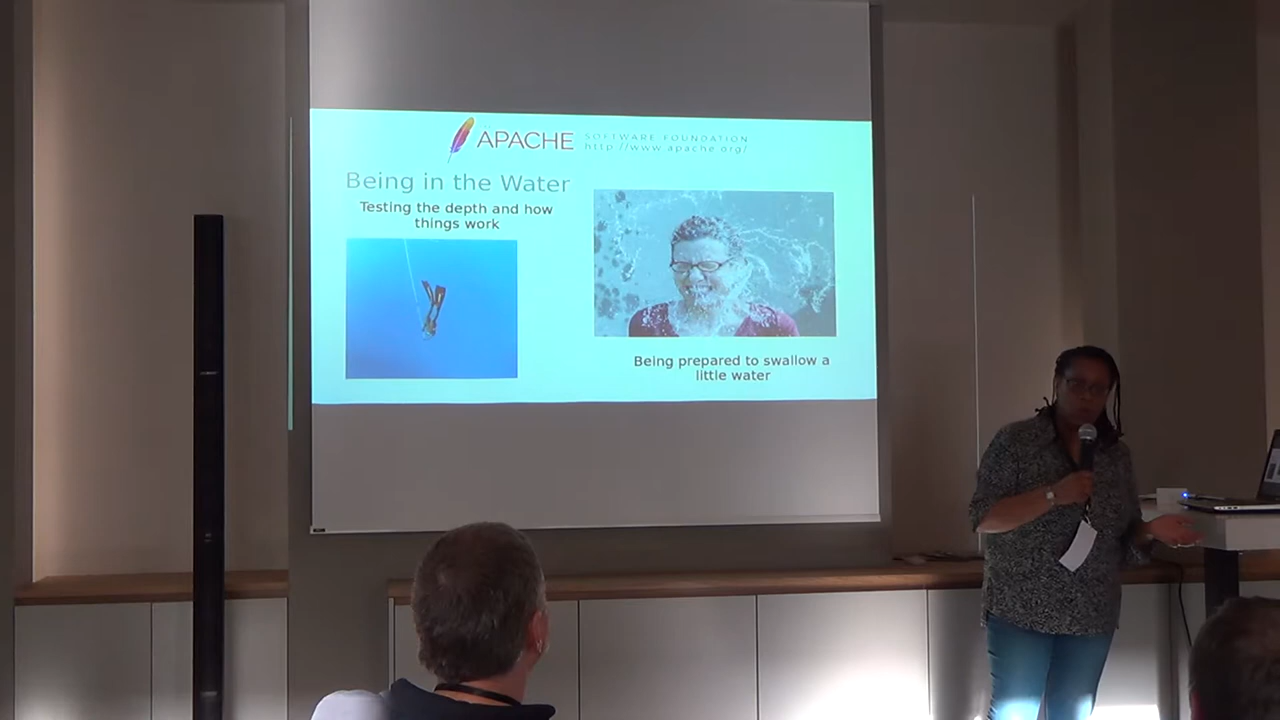 APACHE
SOFTWARE FOUNDATION
http://www.apache.org/
Being in the Water
Testing the depth and how
things work
Being prepared to swallow a
little water